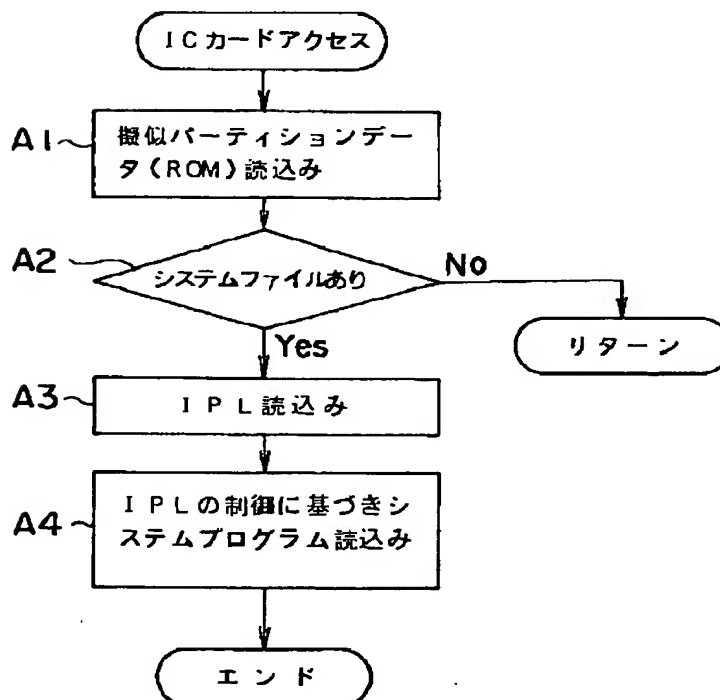 ICカードアクセス
A1
擬似パーティションデー
タ(ROM)読込み
A2
システムファイルあり
No
Yes
リターン
A3
IPL読込み
A4
IPLの制御に基づきシ
ステムプログラム読込み
エンド